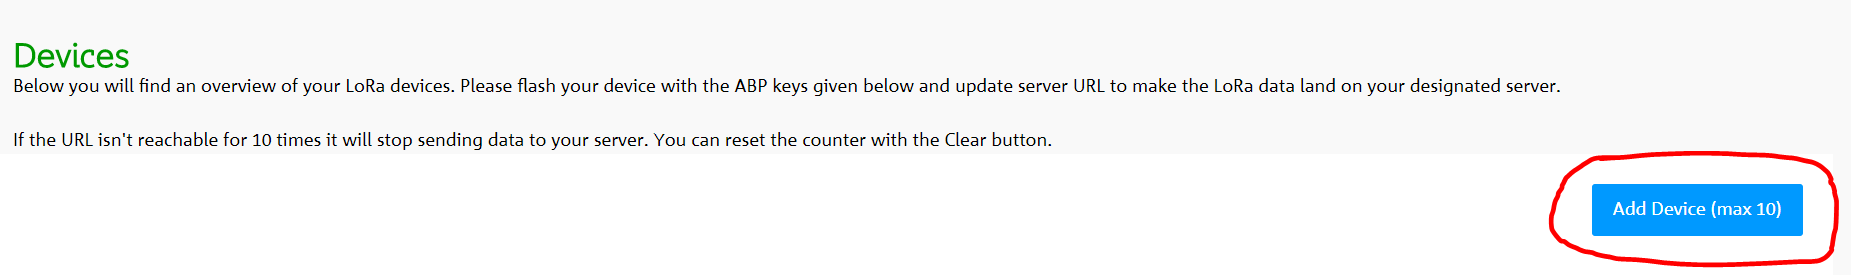 Devices
Below you will find an overview of your LoRa devices. Please flash your device with the ABP keys given below and update server URL to make the LoRa data land on your designated server.
If the URL isn't reachable for 10 times it will stop sending data to your server. You can reset the counter with the Clear button.
Add Device (max 10)